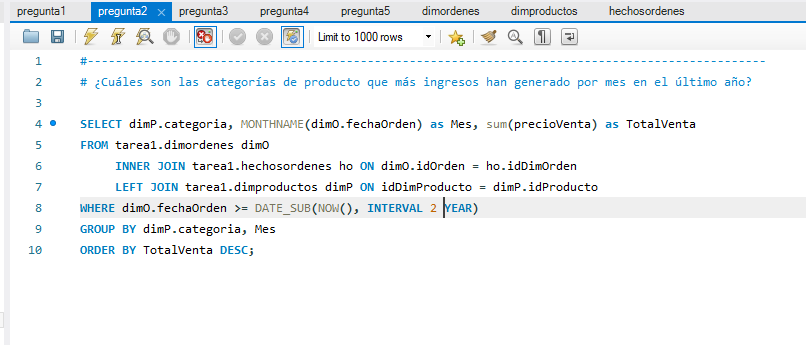 pregunta1 pregunta2 × pregunta3 pregunta4 pregunta5 dimordenes dimproductos hechosordenes
Limit to 1000 rows
1 #------------------------------------------------------------------------------------------
2 # ¿Cuáles son las categorías de producto que más ingresos han generado por mes en el último año?
3
4 SELECT dimP.categoria, MONTHNAME(dimO.fechaOrden) as Mes, sum(precioVenta) as TotalVenta
5 FROM tarea1.dimordenes dimO
6 INNER JOIN tarea1.hechosordenes ho ON dimO.idOrden = ho.idDimOrden
7 LEFT JOIN tarea1.dimproductos dimP ON idDimProducto = dimP.idProducto
8 WHERE dimO.fechaOrden >= DATE_SUB(NOW(), INTERVAL 2 YEAR)
9 GROUP BY dimP.categoria, Mes
10 ORDER BY TotalVenta DESC;